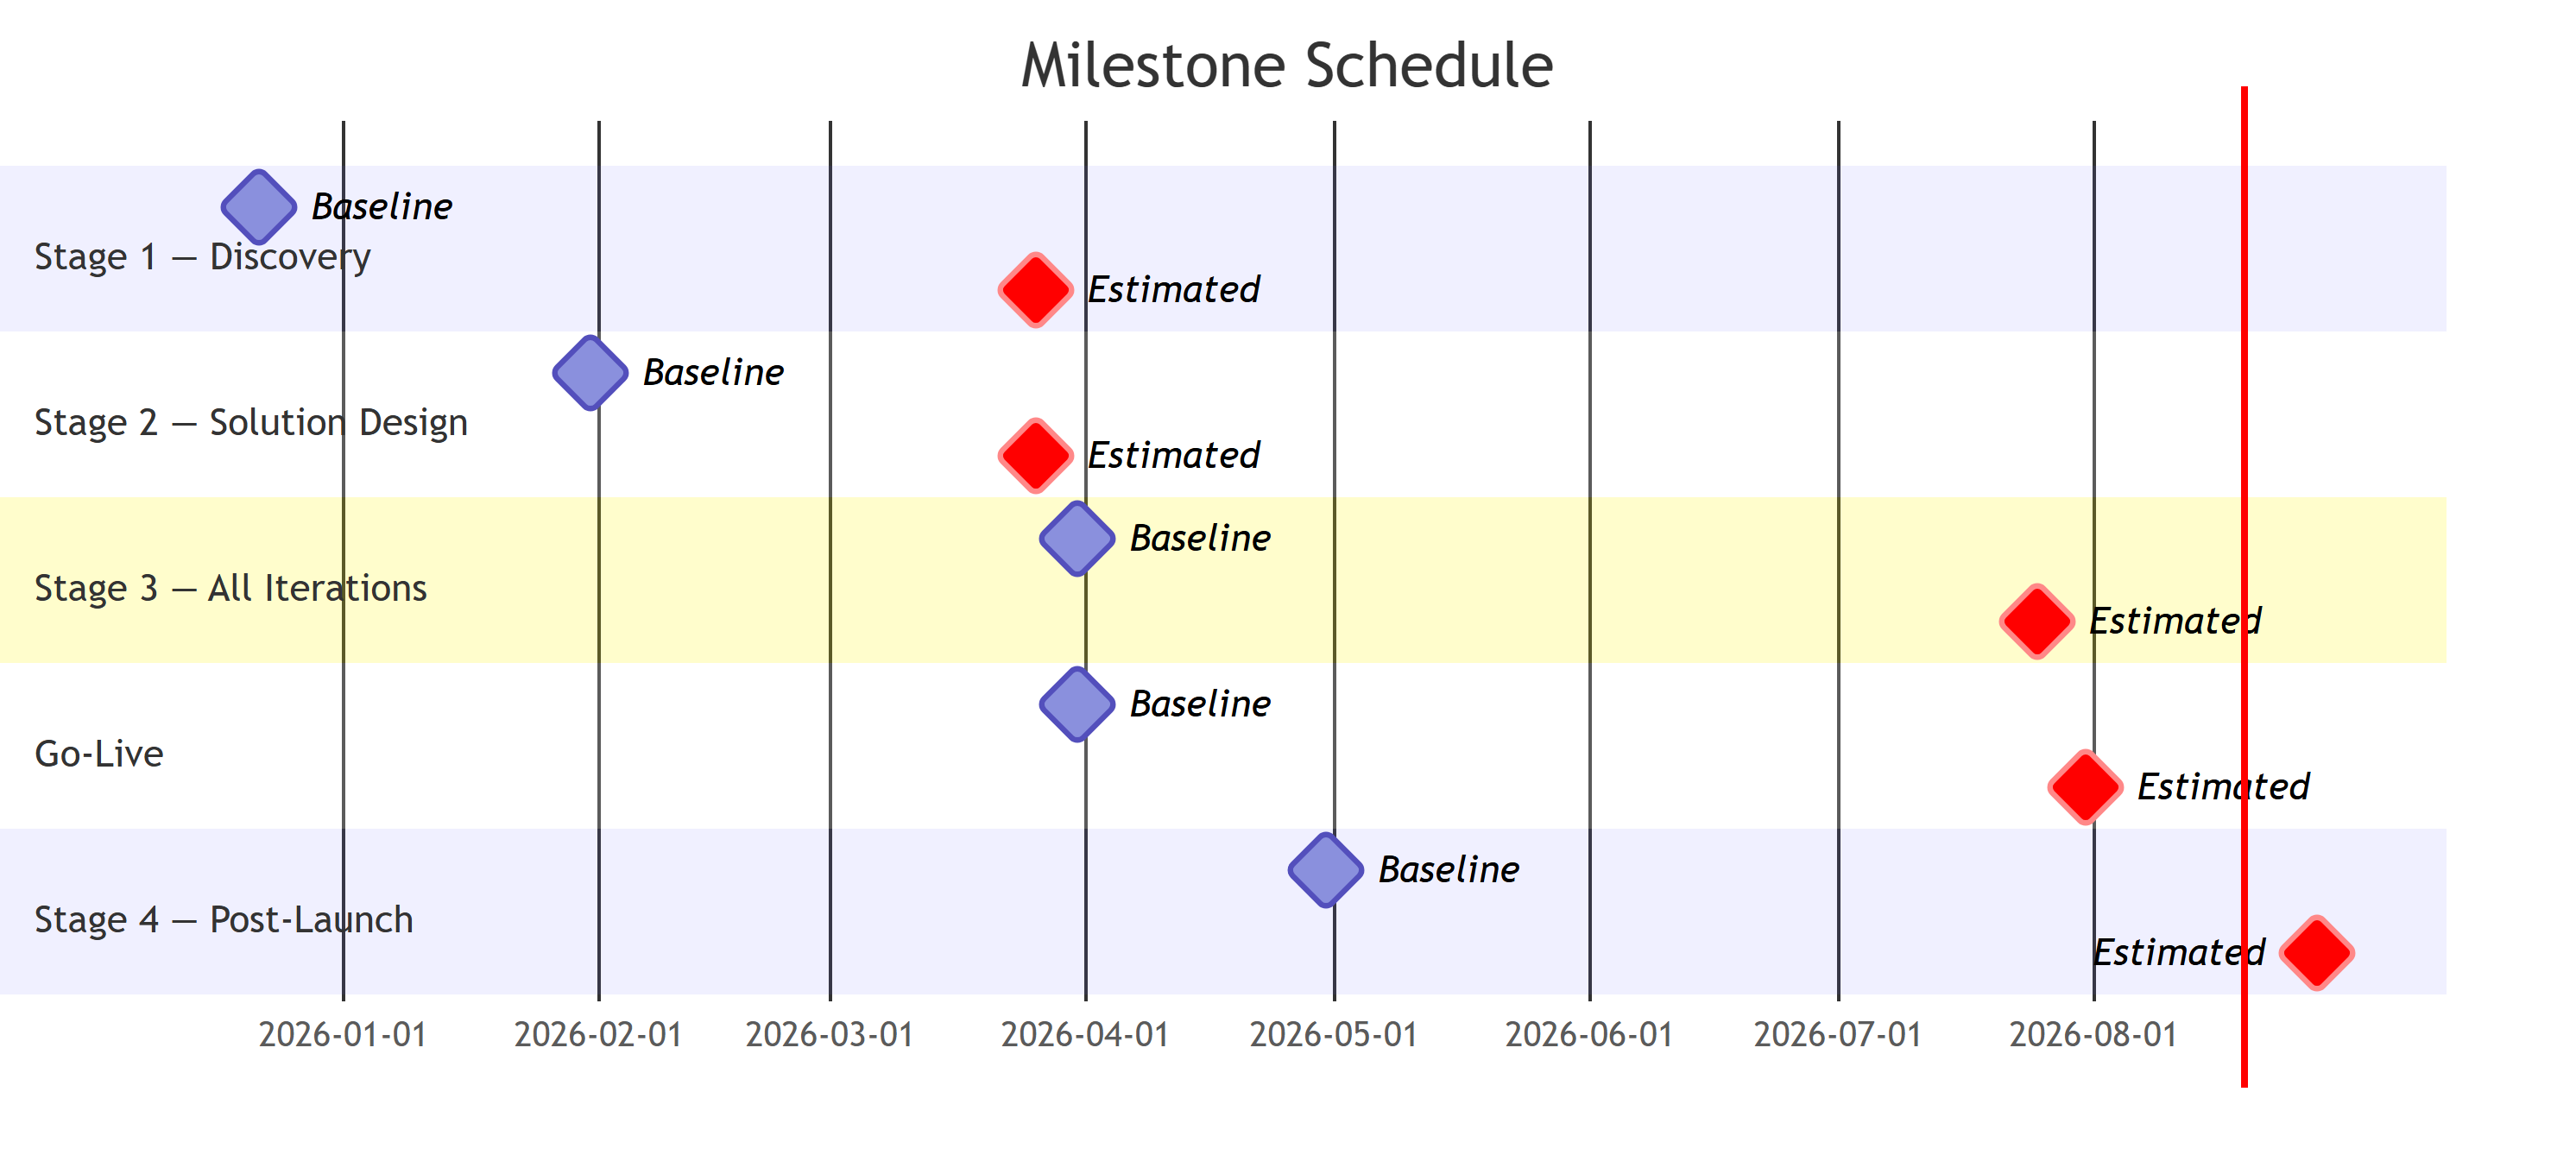 Milestone Schedule
Baseline
Stage 1 — Discovery
Estimated
Baseline
Stage 2 — Solution Design
Estimated
Baseline
Stage 3 — All Iterations
Estimated
Baseline
Go-Live
Estimated
Baseline
Stage 4 — Post-Launch
Estimated
2026-01-01 2026-02-01 2026-03-01 2026-04-01 2026-05-01 2026-06-01 2026-07-01 2026-08-01